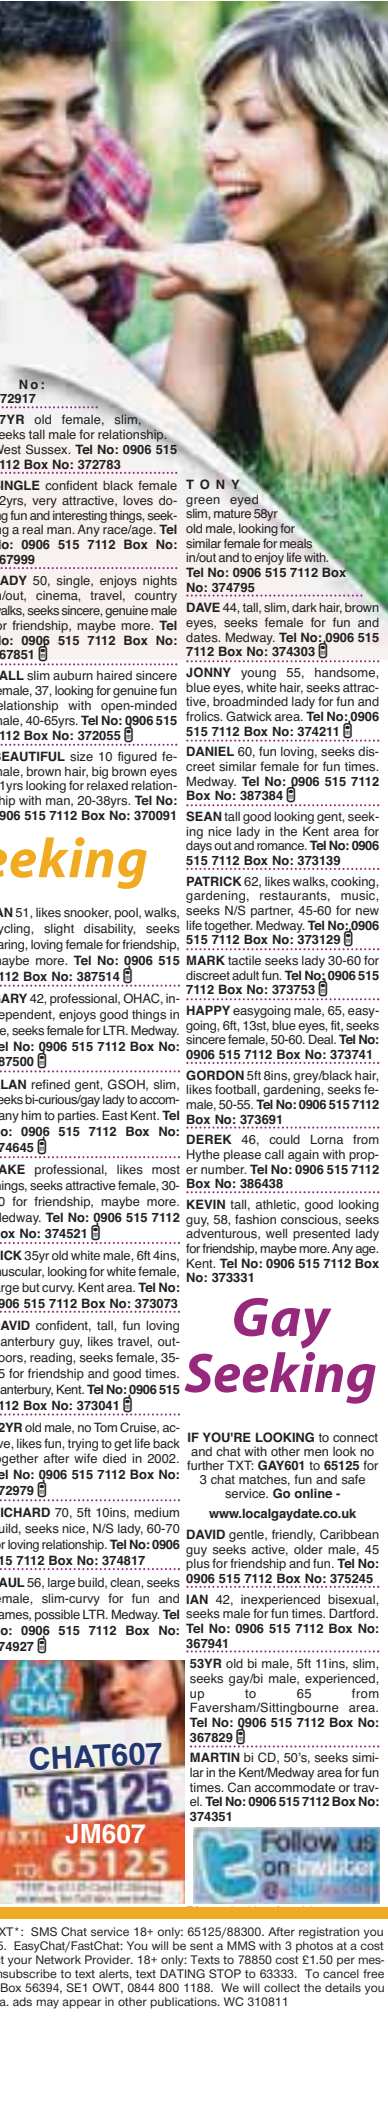 No:
72917
7YR old female, slim,
eeks tall male for relationship.
West Sussex. Tel No: 0906 515
112 Box No: 372783
INGLE confident black female
2yrs, very attractive, loves do-
ng fun and interesting things, seek-
ng a real man. Any race/age. Tel
lo: 0906 515 7112 Box No:
67999
ADY 50, single, enjoys nights
n/out, cinema, travel, country
alks, seeks sincere, genuine male
or friendship, maybe more. Tel
lo: 0906 515 7112 Box No:
67851
ALL slim auburn haired sincere
emale, 37, looking for genuine fun
elationship with open-minded
nale, 40-65yrs. Tel No: 0906 515
112 Box No: 372055
BEAUTIFUL size 10 figured fe-
nale, brown hair, big brown eyes
1yrs looking for relaxed relation-
hip with man, 20-38yrs. Tel No:
906 515 7112 Box No: 370091
eeking
AN 51, likes snooker, pool, walks,
ycling, slight disability, seeks
aring, loving female for friendship,
naybe more. Tel No: 0906 515
112 Box No: 387514
ARY 42, professional, OHAC, in-
ependent, enjoys good things in
fe, seeks female for LTR. Medway.
el No: 0906 515 7112 Box No:
87500
LAN refined gent, GSOH, slim,
eeks bi-curious/gay lady to accom-
any him to parties. East Kent. Tel
o: 0906 515 7112 Box No:
74645
AKE professional, likes most
hings, seeks attractive female, 30-
0 for friendship, maybe more.
ledway. Tel No: 0906 515 7112
ox No: 374521
ICK 35yr old white male, 6ft 4ins,
nuscular, looking for white female,
rge but curvy. Kent area. Tel No:
906 515 7112 Box No: 373073
AVID confident, tall, fun loving
anterbury guy, likes travel, out-
oors, reading, seeks female, 35-
5 for friendship and good times.
anterbury, Kent. Tel No: 0906 515
112 Box No: 373041
2YR old male, no Tom Cruise, ac-
ve, likes fun, trying to get life back
ogether after wife died in 2002.
el No: 0906 515 7112 Box No:
72979
ICHARD 70, 5ft 10ins, medium
uild, seeks nice, N/S lady, 60-70
or loving relationship. Tel No: 0906
15 7112 Box No: 374817
AUL 56, large build, clean, seeks
emale, slim-curvy for fun and
ames, possible LTR. Medway. Tel
o: 0906 515 7112 Box No:
74927
TXT
CHAT
TEXT:
CHAT607
TO:
65125
TEXT:
JM607
TO: 65125
TONY
green eyed
slim, mature 58yr
old male, looking for
similar female for meals
in/out and to enjoy life with.
Tel No: 0906 515 7112 Box
No: 374795
DAVE 44, tall, slim, dark hair, brown
eyes, seeks female for fun and
dates. Medway. Tel No: 0906 515
7112 Box No: 374303
JONNY young 55, handsome,
blue eyes, white hair, seeks attrac-
tive, broadminded lady for fun and
frolics. Gatwick area. Tel No: 0906
515 7112 Box No: 374211
DANIEL 60, fun loving, seeks dis-
creet similar female for fun times.
Medway. Tel No: 0906 515 7112
Box No: 387384
SEAN tall good looking gent, seek-
ing nice lady in the Kent area for
days out and romance. Tel No: 0906
515 7112 Box No: 373139
PATRICK 62, likes walks, cooking,
gardening, restaurants, music,
seeks N/S partner, 45-60 for new
life together. Medway. Tel No: 0906
515 7112 Box No: 373129
MARK tactile seeks lady 30-60 for
discreet adult fun. Tel No: 0906 515
7112 Box No: 373753
HAPPY easygoing male, 65, easy-
going, 6ft, 13st, blue eyes, fit, seeks
sincere female, 50-60. Deal. Tel No:
0906 515 7112 Box No: 373741
GORDON 5ft 8ins, grey/black hair,
likes football, gardening, seeks fe-
male, 50-55. Tel No: 0906 515 7112
Box No: 373691
DEREK 46, could Lorna from
Hythe please call again with prop-
er number. Tel No: 0906 515 7112
Box No: 386438
KEVIN tall, athletic, good looking
guy, 58, fashion conscious, seeks
adventurous, well presented lady
for friendship, maybe more. Any age.
Kent. Tel No: 0906 515 7112 Box
No: 373331
Gay
Seeking
IF YOU'RE LOOKING to connect
and chat with other men look no
further TXT: GAY601 to 65125 for
3 chat matches, fun and safe
service. Go online -
www.localgaydate.co.uk
DAVID gentle, friendly, Caribbean
guy seeks active, older male, 45
plus for friendship and fun. Tel No:
0906 515 7112 Box No: 375245
IAN 42, inexperienced bisexual,
seeks male for fun times. Dartford.
Tel No: 0906 515 7112 Box No:
367941
53YR old bi male, 5ft 11ins, slim,
seeks gay/bi male, experienced,
up to 65 from
Faversham/Sittingbourne area.
Tel No: 0906 515 7112 Box No:
367829
MARTIN bi CD, 50's, seeks simi-
lar in the Kent/Medway area for fun
times. Can accommodate or trav-
el. Tel No: 0906 515 7112 Box No:
374351
Follow us
on twitter
XT*: SMS Chat service 18+ only: 65125/88300. After registration you
5. EasyChat/FastChat: You will be sent a MMS with 3 photos at a cost
t your Network Provider. 18+ only: Texts to 78850 cost £1.50 per mes-
nsubscribe to text alerts, text DATING STOP to 63333. To cancel free
Box 56394, SE1 OWT, 0844 800 1188. We will collect the details you
a. ads may appear in other publications. WC 310811